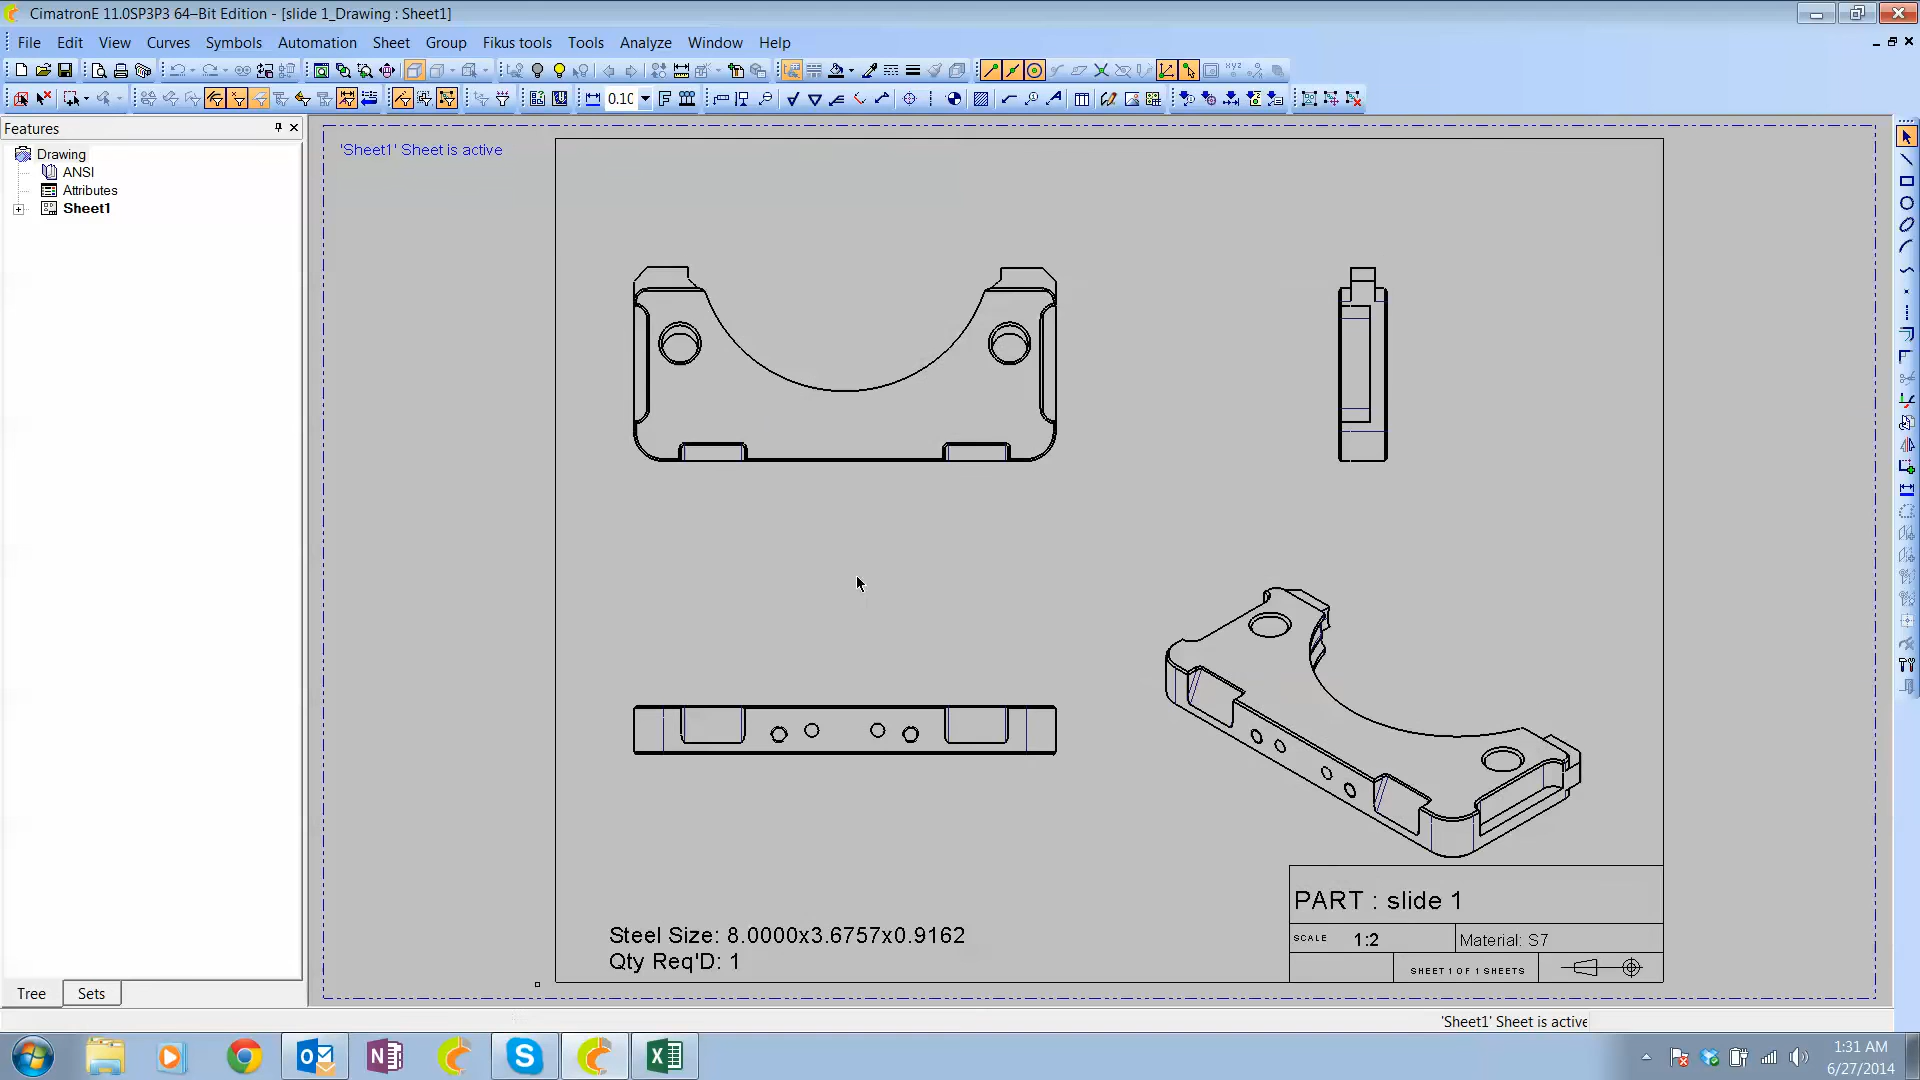 CimatronE 11.0SP3P3 64–Bit Edition - [slide 1_Drawing : Sheet1]
File Edit View Curves Symbols Automation Sheet Group Fikus tools Tools Analyze Window Help
0.10
Features
Drawing
ANSI
Attributes
Sheet1
'Sheet1' Sheet is active
Steel Size: 8.0000x3.6757x0.9162
Qty Req'D: 1
PART : slide 1
SCALE 1:2 Material: S7
SHEET 1 OF 1 SHEETS
Tree Sets
'Sheet1' Sheet is active
1:31 AM
6/27/2014